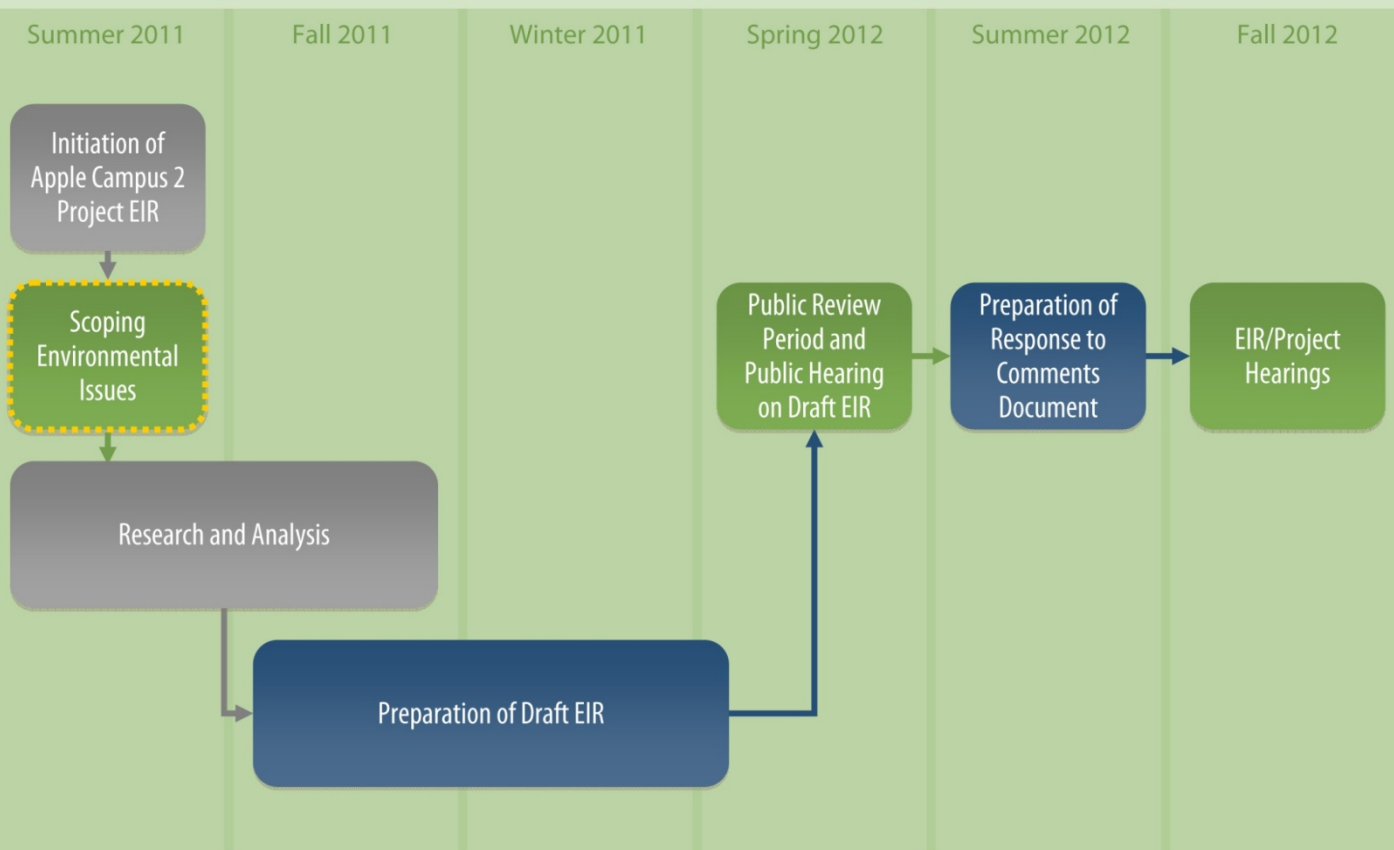 Summer 2011
Fall 2011
Winter 2011
Spring 2012
Summer 2012
Fall 2012
Initiation of
Apple Campus 2
Project EIR
Scoping
Environmental
Issues
Public Review
Period and
Public Hearing
on Draft EIR
Preparation of
Response to
Comments
Document
EIR/Project
Hearings
Research and Analysis
Preparation of Draft EIR